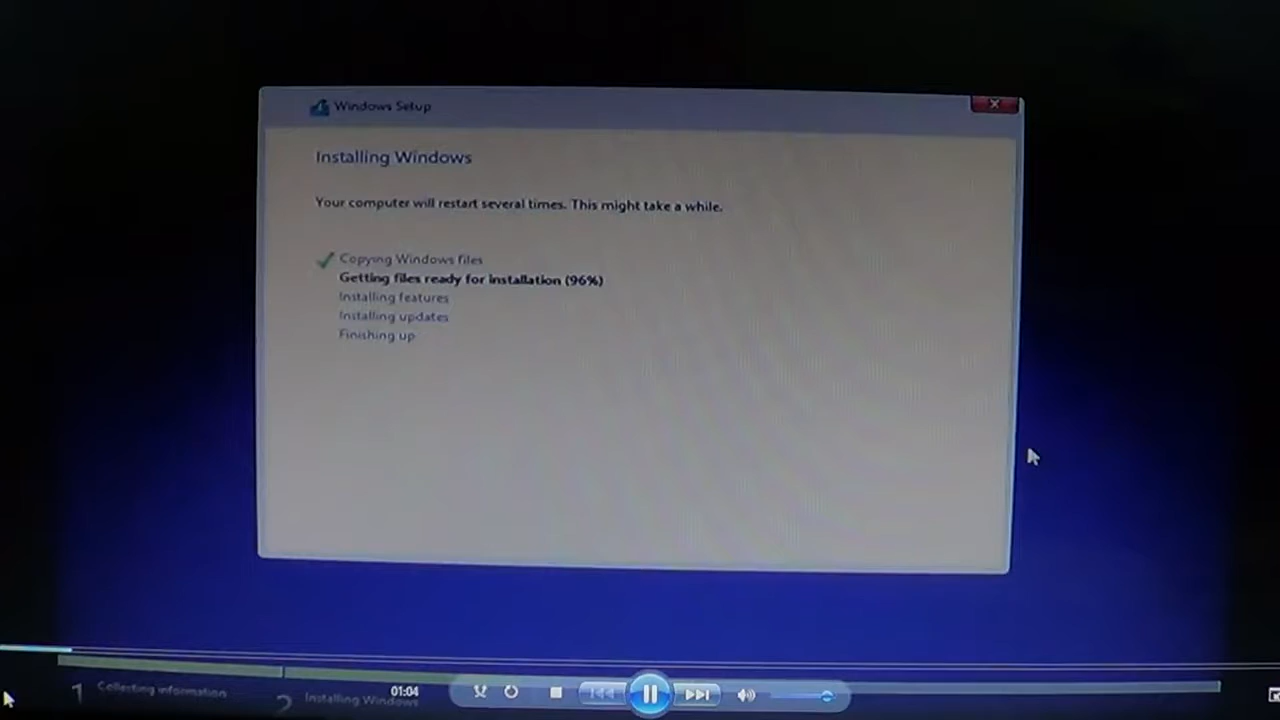 Windows Setup
Installing Windows
Your computer will restart several times. This might take a while.
Copying Windows files
Getting files ready for installation (96%)
Installing features
Installing updates
Finishing up
1 Collecting information
2 Installing Windows
01:04